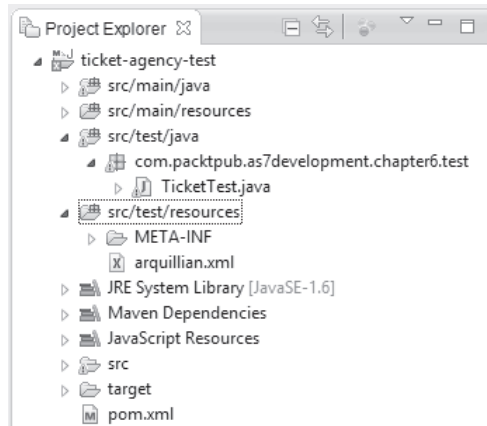 Project Explorer
ticket-agency-test
src/main/java
src/main/resources
src/test/java
com.packtpub.as7development.chapter6.test
TicketTest.java
src/test/resources
META-INF
arquillian.xml
JRE System Library [JavaSE-1.6]
Maven Dependencies
JavaScript Resources
src
target
pom.xml